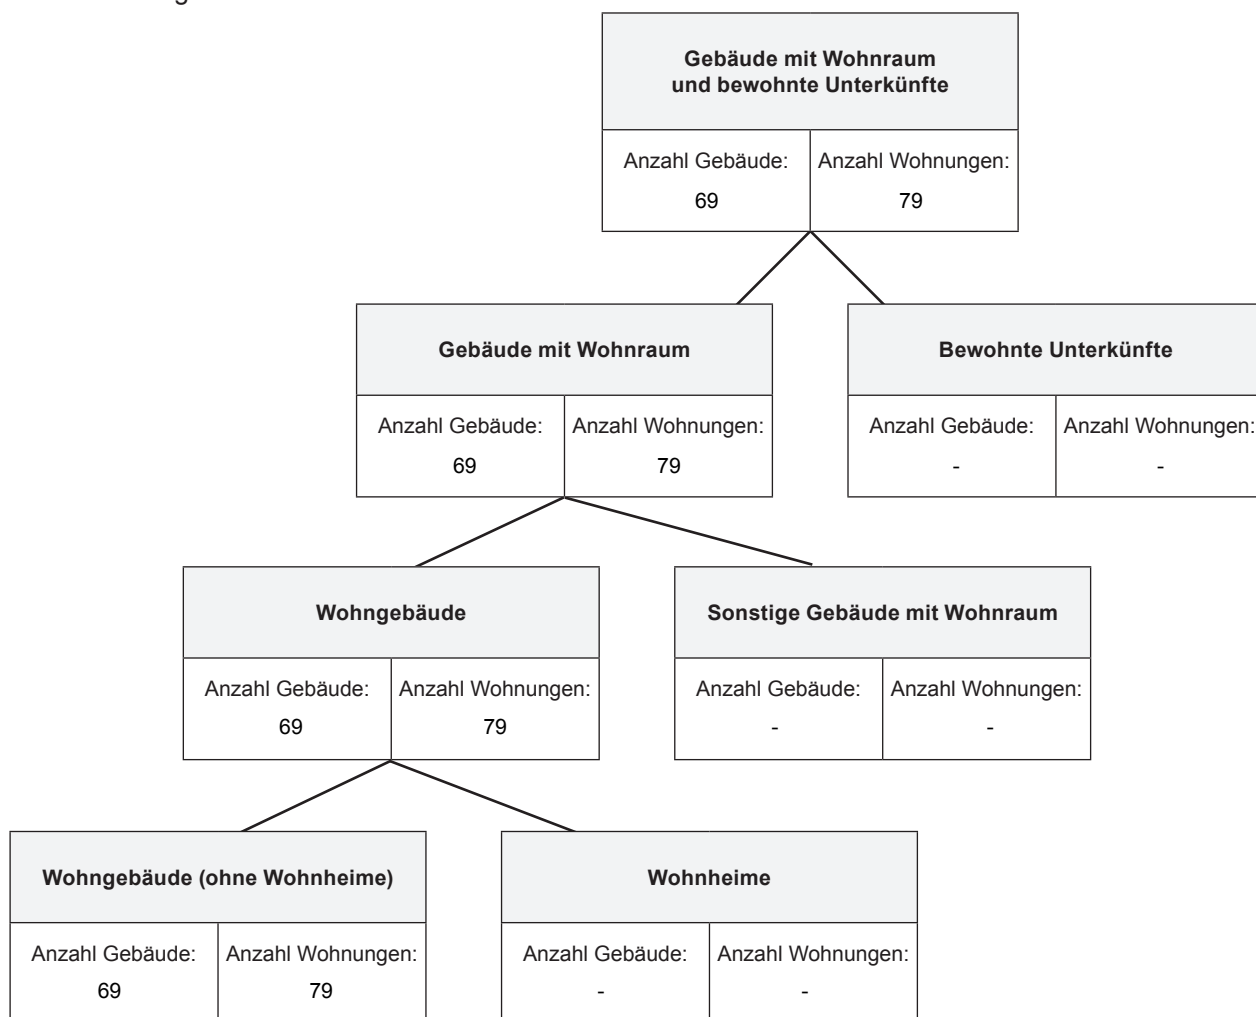 Gebäude mit Wohnraum
und bewohnte Unterkünfte
Anzahl Gebäude: Anzahl Wohnungen:
69 79
Gebäude mit Wohnraum Bewohnte Unterkünfte
Anzahl Gebäude: Anzahl Wohnungen: Anzahl Gebäude: Anzahl Wohnungen:
69 79 - -
Wohngebäude Sonstige Gebäude mit Wohnraum
Anzahl Gebäude: Anzahl Wohnungen: Anzahl Gebäude: Anzahl Wohnungen:
69 79 - -
Wohngebäude (ohne Wohnheime) Wohnheime
Anzahl Gebäude: Anzahl Wohnungen: Anzahl Gebäude: Anzahl Wohnungen:
69 79 - -